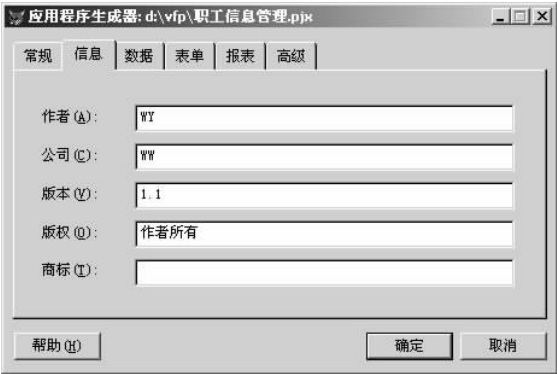 应用程序生成器: d:\vfp\职工信息管理.pjx
常规 信息 数据 表单 报表 高级
作者(A): WY
公司(C): WW
版本(V): 1.1
版权(O): 作者所有
商标(T):
帮助(H) 确定 取消